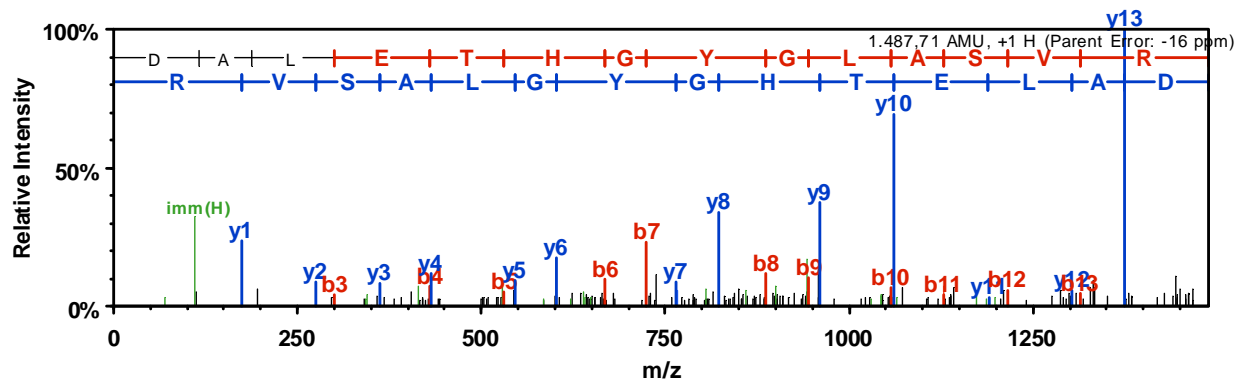 y13
100%
1.487,71 AMU, +1 H (Parent Error: -16 ppm)
D A L E T H G Y G L A S V R
R V S A L G Y G H T E L A D
y10
Relative Intensity
50%
imm(H)
y1
y8
y9
b7
y6
y2
y3
y4
y5
y7
b3
b4
b5
b6
b8
b9
b10
b11
y1
b12
y12
b13
0%
0 250 500 750 1000 1250
m/z